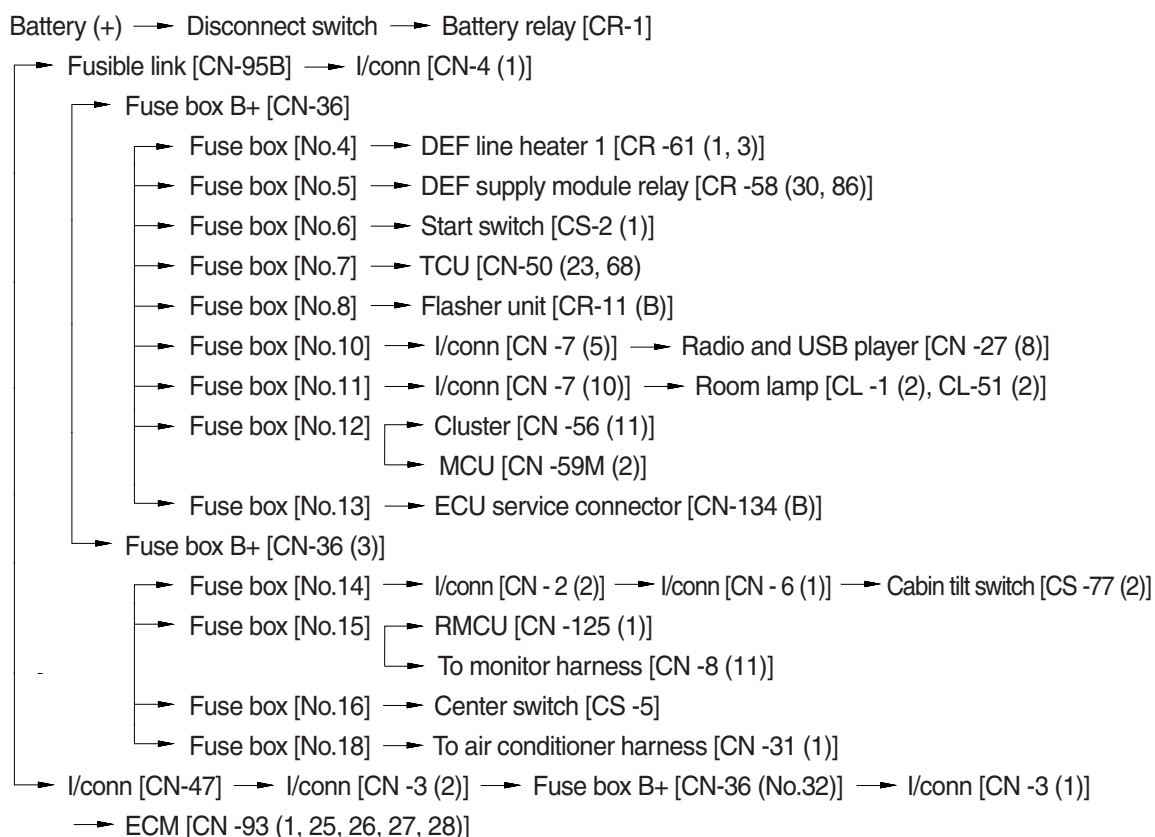 Battery (+) → Disconnect switch → Battery relay [CR-1]
Fusible link [CN-95B] → I/conn [CN-4 (1)]
Fuse box B+ [CN-36]
Fuse box [No.4] → DEF line heater 1 [CR -61 (1, 3)]
Fuse box [No.5] → DEF supply module relay [CR -58 (30, 86)]
Fuse box [No.6] → Start switch [CS-2 (1)]
Fuse box [No.7] → TCU [CN-50 (23, 68)
Fuse box [No.8] → Flasher unit [CR-11 (B)]
Fuse box [No.10] → I/conn [CN -7 (5)] → Radio and USB player [CN -27 (8)]
Fuse box [No.11] → I/conn [CN -7 (10)] → Room lamp [CL -1 (2), CL-51 (2)]
Fuse box [No.12] → Cluster [CN -56 (11)]
→ MCU [CN -59M (2)]
Fuse box [No.13] → ECU service connector [CN-134 (B)]
Fuse box B+ [CN-36 (3)]
Fuse box [No.14] → I/conn [CN - 2 (2)] → I/conn [CN - 6 (1)] → Cabin tilt switch [CS -77 (2)]
Fuse box [No.15] → RMCU [CN -125 (1)]
→ To monitor harness [CN -8 (11)]
Fuse box [No.16] → Center switch [CS -5]
Fuse box [No.18] → To air conditioner harness [CN -31 (1)]
I/conn [CN-47] → I/conn [CN -3 (2)] → Fuse box B+ [CN-36 (No.32)] → I/conn [CN -3 (1)]
→ ECM [CN -93 (1, 25, 26, 27, 28)]